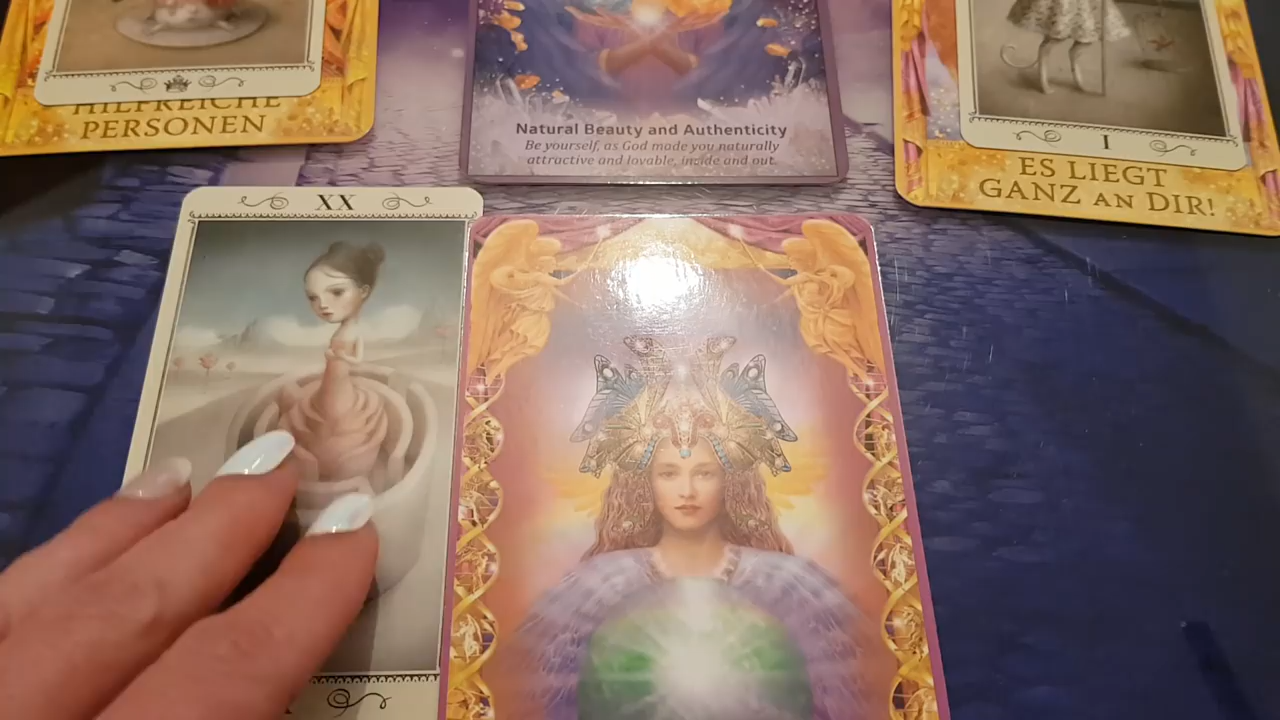 HILFREICHE
PERSONEN
Natural Beauty and Authenticity
Be yourself, as God made you naturally
attractive and lovable, inside and out.
I
ES LIEGT
GANZ AN DIR!
XX